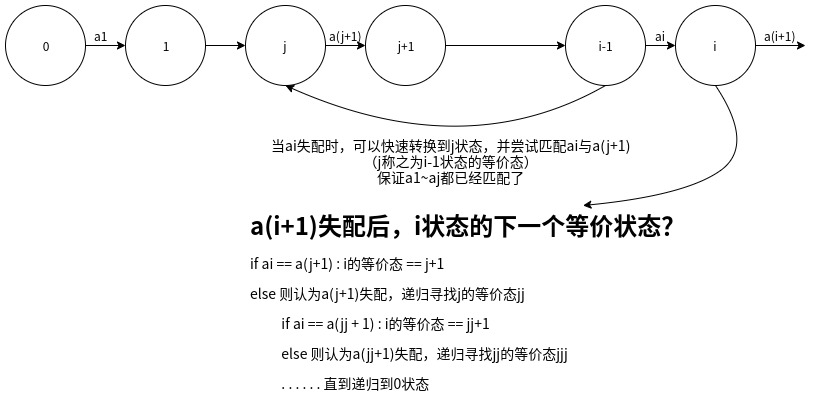 0 a1 1 j a(j+1) j+1 i-1 ai i a(i+1)
当ai失配时，可以快速转换到j状态，并尝试匹配ai与a(j+1)
（j称之为i-1状态的等价态）
保证a1~aj都已经匹配了
a(i+1)失配后，i状态的下一个等价状态？
if ai == a(j+1) : i的等价态 == j+1
else 则认为a(j+1)失配，递归寻找j的等价态jj
if ai == a(jj + 1) : i的等价态 == jj+1
else 则认为a(jj+1)失配，递归寻找jj的等价态jjj
. . . . . . 直到递归到0状态